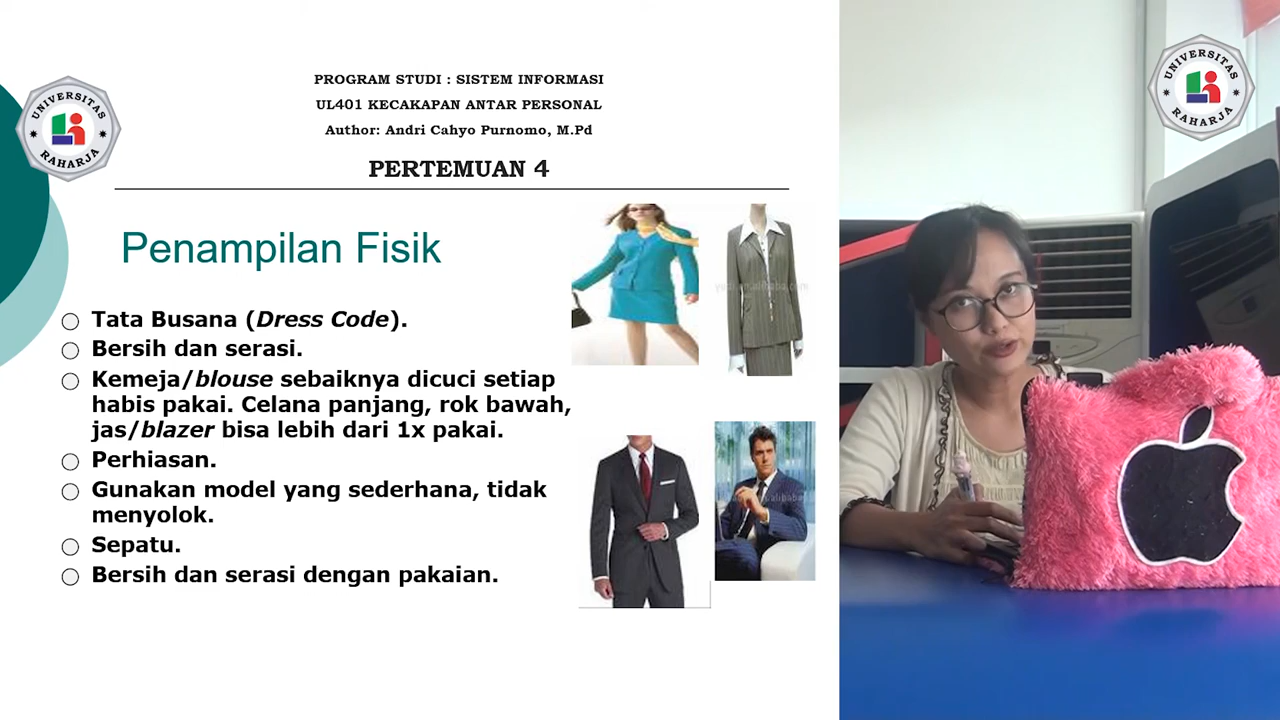 PROGRAM STUDI : SISTEM INFORMASI
UL401 KECAKAPAN ANTAR PERSONAL
Author: Andri Cahyo Purnomo, M.Pd
PERTEMUAN 4
UNIVERSITAS
RAHARJA
UNIVERSITAS
RAHARJA
Penampilan Fisik
Tata Busana (Dress Code).
Bersih dan serasi.
Kemeja/blouse sebaiknya dicuci setiap
habis pakai. Celana panjang, rok bawah,
jas/blazer bisa lebih dari 1x pakai.
Perhiasan.
Gunakan model yang sederhana, tidak
menyolok.
Sepatu.
Bersih dan serasi dengan pakaian.